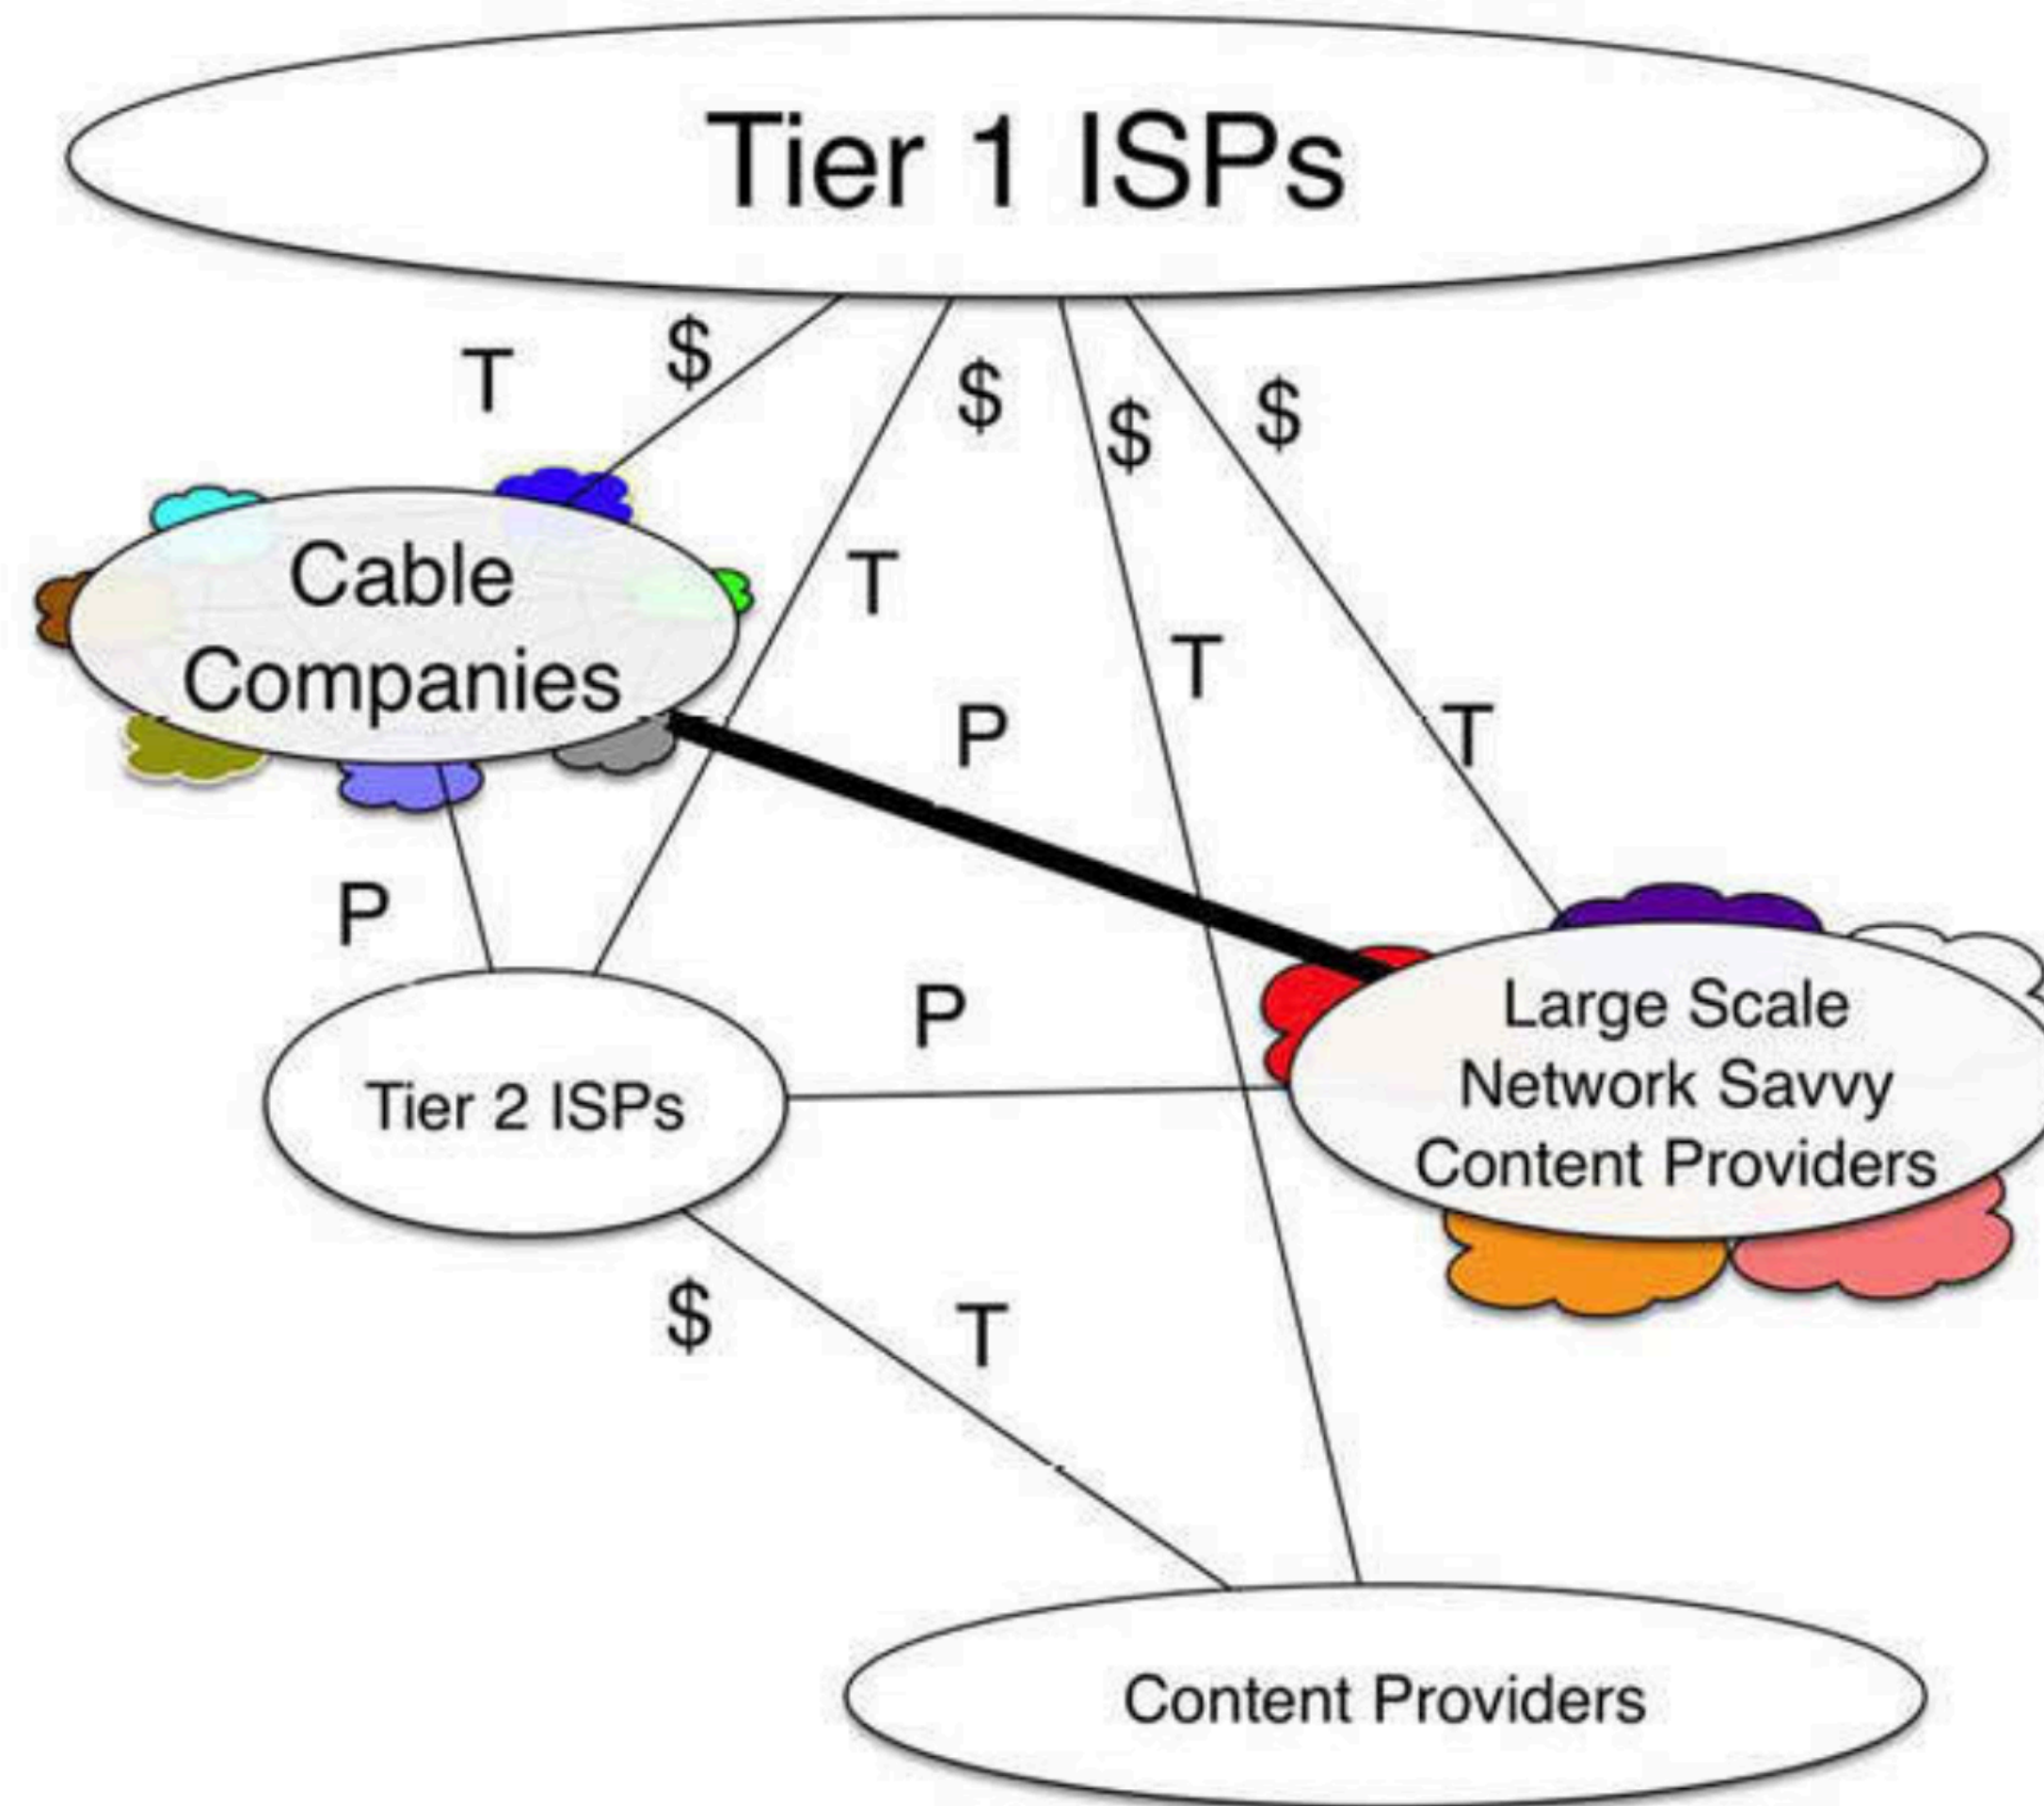 Tier 1 ISPs
T
$
$
$
$
Cable
Companies
T
T
P
T
P
P
Large Scale
Network Savvy
Content Providers
Tier 2 ISPs
$
T
Content Providers